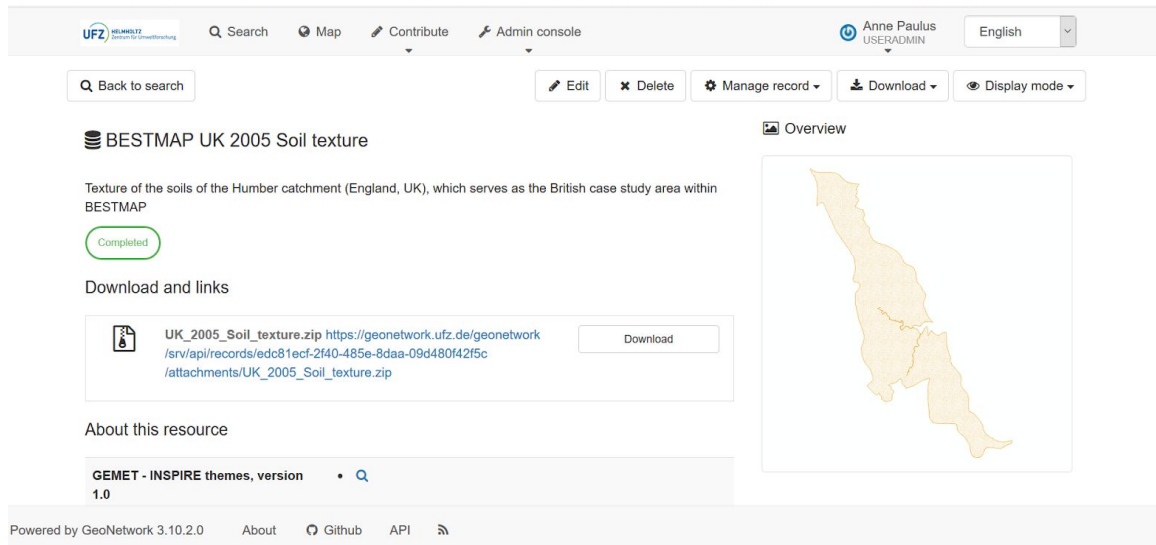 UFZ HELMHOLTZ
Zentrum für Umweltforschung
Search
Map
Contribute
Admin console
Anne Paulus
USERADMIN
English
Back to search
Edit
Delete
Manage record
Download
Display mode
BESTMAP UK 2005 Soil texture
Overview
Texture of the soils of the Humber catchment (England, UK), which serves as the British case study area within
BESTMAP
Completed
Download and links
UK_2005_Soil_texture.zip https://geonetwork.ufz.de/geonetwork
/srv/api/records/edc81ecf-2f40-485e-8daa-09d480f42f5c
/attachments/UK_2005_Soil_texture.zip
Download
About this resource
GEMET - INSPIRE themes, version
1.0
Powered by GeoNetwork 3.10.2.0
About
Github
API